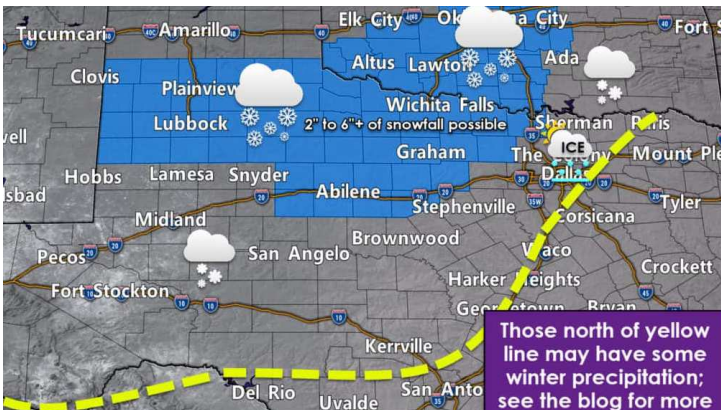 Elk City
Tucumcari
Amarillo
Fort S
Clovis
Altus
Lawton
Ada
Plainview
Wichita Falls
2" to 6"+ of snowfall possible
Sherman
Paris
Lubbock
ICE
Graham
The Colony
Mount Ple
Hobbs
Lamesa
Snyder
Dallas
lsbad
Abilene
Stephenville
Tyler
Midland
Corsicana
Brownwood
Pecos
San Angelo
Waco
Crockett
Harker Heights
Fort Stockton
Georgetown
Bryan
Kerrville
Those north of yellow
line may have some
winter precipitation;
see the blog for more
Del Rio
San Anto
Uvalde